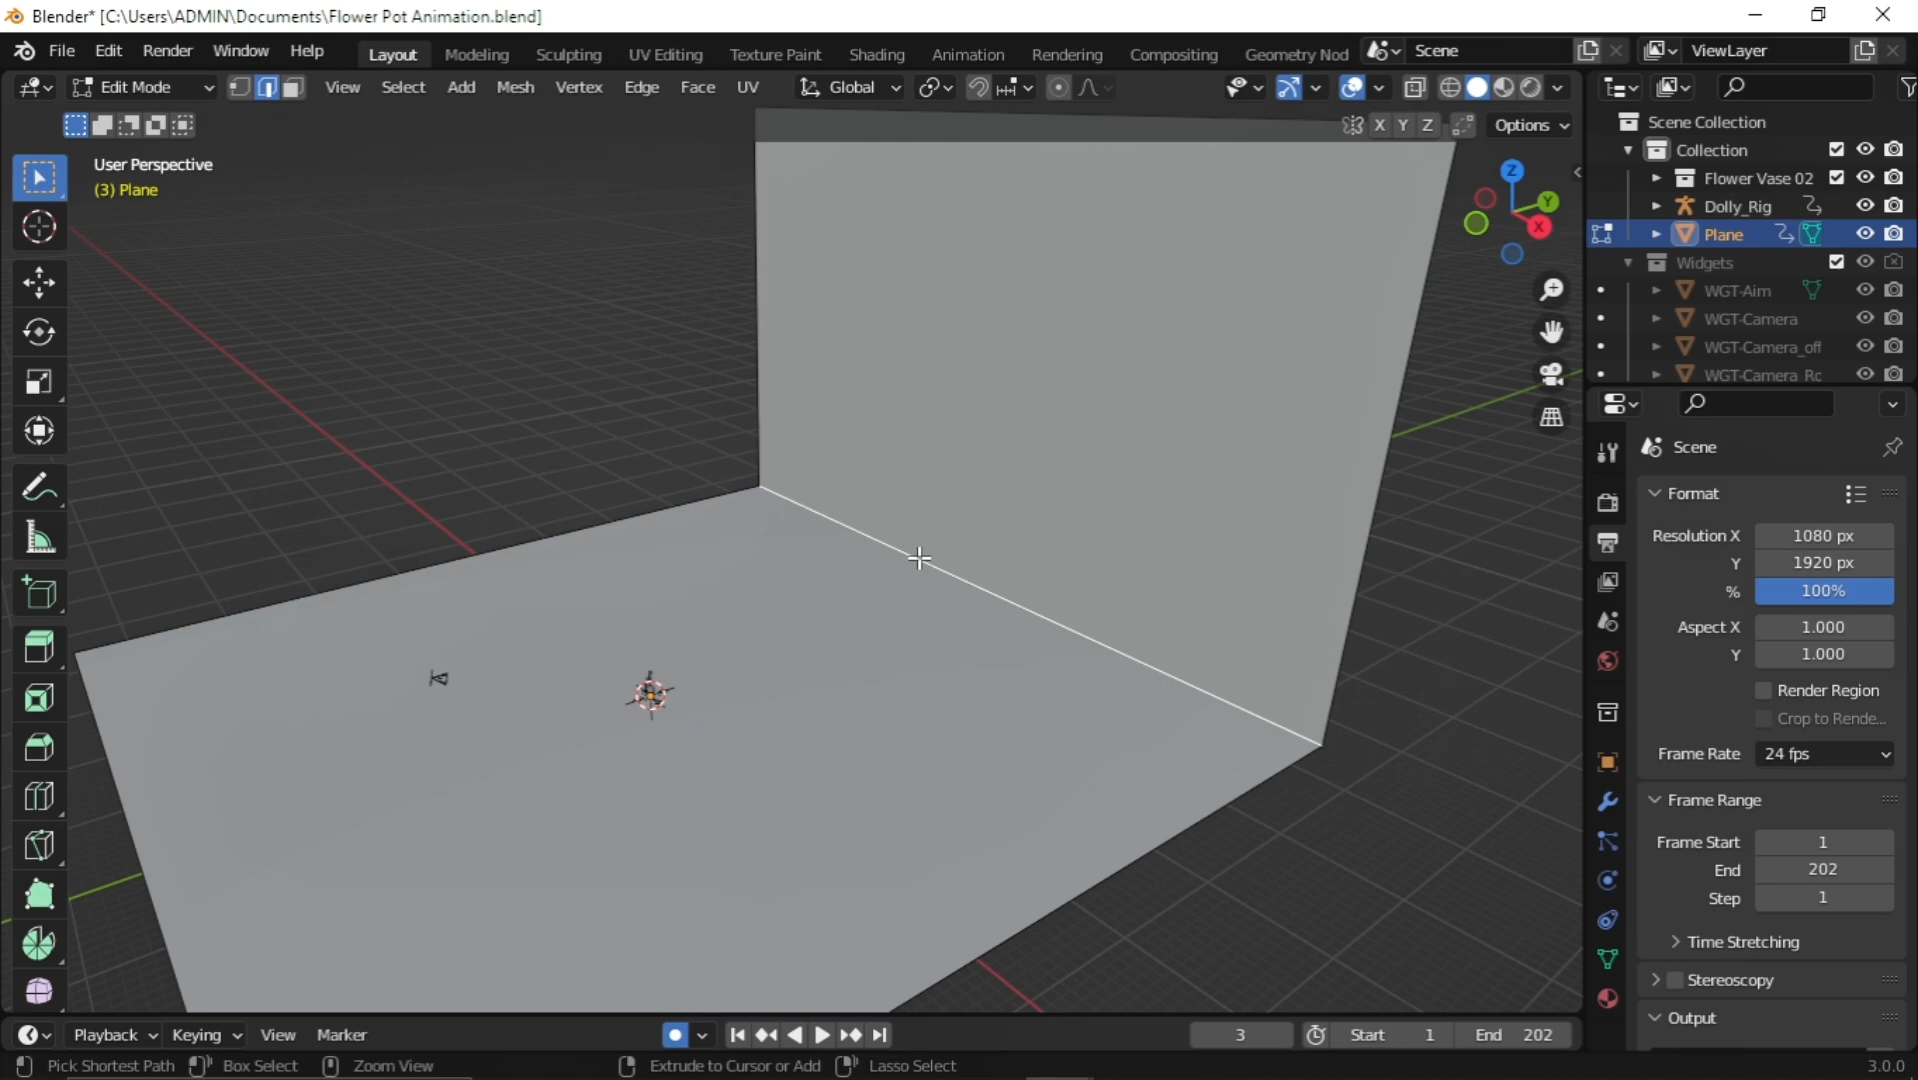 Blender* [C:\Users\ADMIN\Documents\Flower Pot Animation.blend]
File Edit Render Window Help Layout Modeling Sculpting UV Editing Texture Paint Shading Animation Rendering Compositing Geometry Nod Scene ViewLayer
Edit Mode View Select Add Mesh Vertex Edge Face UV Global
X Y Z Options
User Perspective
(3) Plane
Z
Y
X
Scene Collection
Collection
Flower Vase 02
Dolly_Rig
Plane
Widgets
WGT-Aim
WGT-Camera
WGT-Camera_off
WGT-Camera_Rc
Scene
Format
Resolution X 1080 px
Y 1920 px
% 100%
Aspect X 1.000
Y 1.000
Render Region
Crop to Rende...
Frame Rate 24 fps
Frame Range
Frame Start 1
End 202
Step 1
Time Stretching
Stereoscopy
Output
Playback Keying View Marker 3 Start 1 End 202
Pick Shortest Path Box Select Zoom View Extrude to Cursor or Add Lasso Select 3.0.0